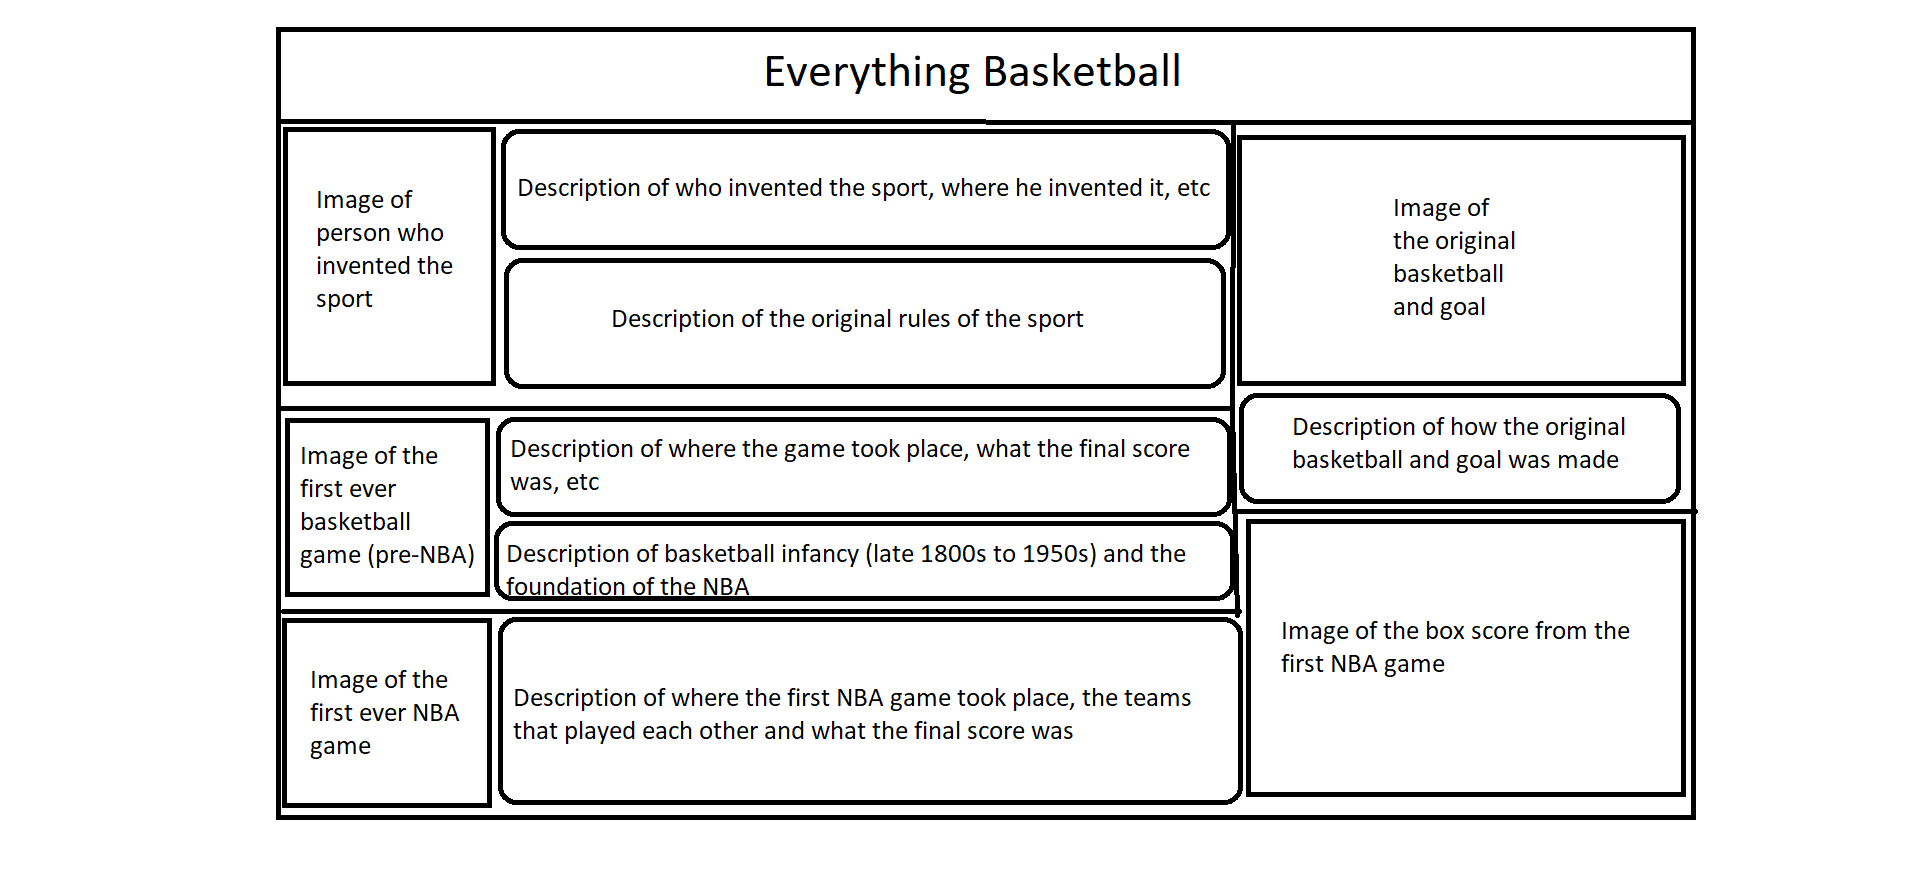 Everything Basketball
Image of
person who
invented the
sport
Description of who invented the sport, where he invented it, etc
Description of the original rules of the sport
Image of
the original
basketball
and goal
Description of how the original
basketball and goal was made
Image of the
first ever
basketball
game (pre-NBA)
Description of where the game took place, what the final score
was, etc
Description of basketball infancy (late 1800s to 1950s) and the
foundation of the NBA
Image of the
first ever NBA
game
Description of where the first NBA game took place, the teams
that played each other and what the final score was
Image of the box score from the
first NBA game